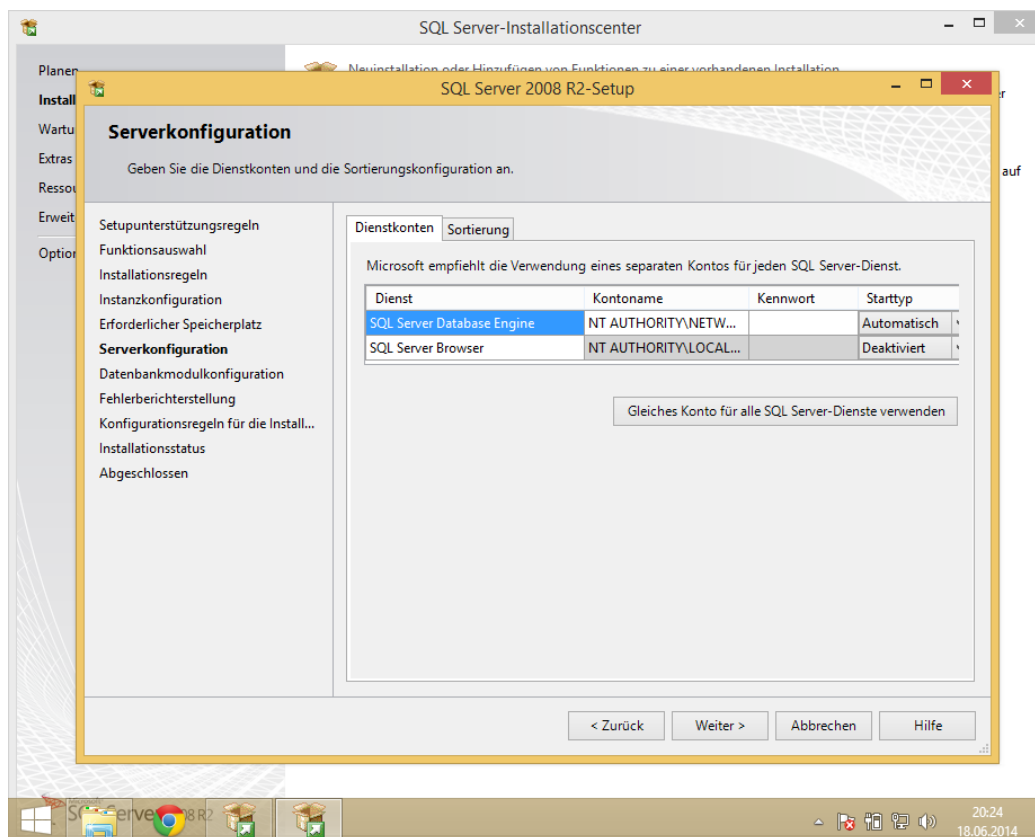 SQL Server-Installationscenter
Planen
Install
Wartu
Extras
Ressou
Erweit
Option
Neuinstallation oder Hinzufügen von Funktionen zu einer vorhandenen Installation
er
auf
SQL Server 2008 R2-Setup
Serverkonfiguration
Geben Sie die Dienstkonten und die Sortierungskonfiguration an.
Setupunterstützungsregeln
Funktionsauswahl
Installationsregeln
Instanzkonfiguration
Erforderlicher Speicherplatz
Serverkonfiguration
Datenbankmodulkonfiguration
Fehlerberichterstellung
Konfigurationsregeln für die Install...
Installationsstatus
Abgeschlossen
Dienstkonten Sortierung
Microsoft empfiehlt die Verwendung eines separaten Kontos für jeden SQL Server-Dienst.
Dienst Kontoname Kennwort Starttyp
SQL Server Database Engine NT AUTHORITY\NETW... Automatisch
SQL Server Browser NT AUTHORITY\LOCAL... Deaktiviert
Gleiches Konto für alle SQL Server-Dienste verwenden
< Zurück Weiter > Abbrechen Hilfe
20:24
18.06.2014